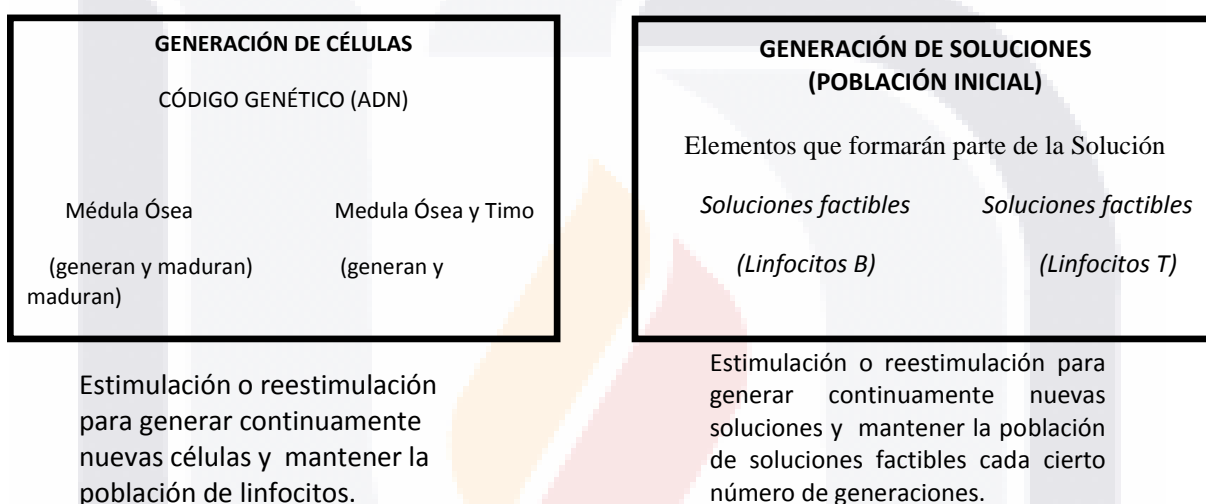 GENERACIÓN DE CÉLULAS
CÓDIGO GENÉTICO (ADN)
Médula Ósea Medula Ósea y Timo
(generan y maduran) (generan y
maduran)
Estimulación o reestimulación
para generar continuamente
nuevas células y mantener la
población de linfocitos.
GENERACIÓN DE SOLUCIONES
(POBLACIÓN INICIAL)
Elementos que formarán parte de la Solución
Soluciones factibles Soluciones factibles
(Linfocitos B) (Linfocitos T)
Estimulación o reestimulación para
generar continuamente nuevas
soluciones y mantener la población
de soluciones factibles cada cierto
número de generaciones.